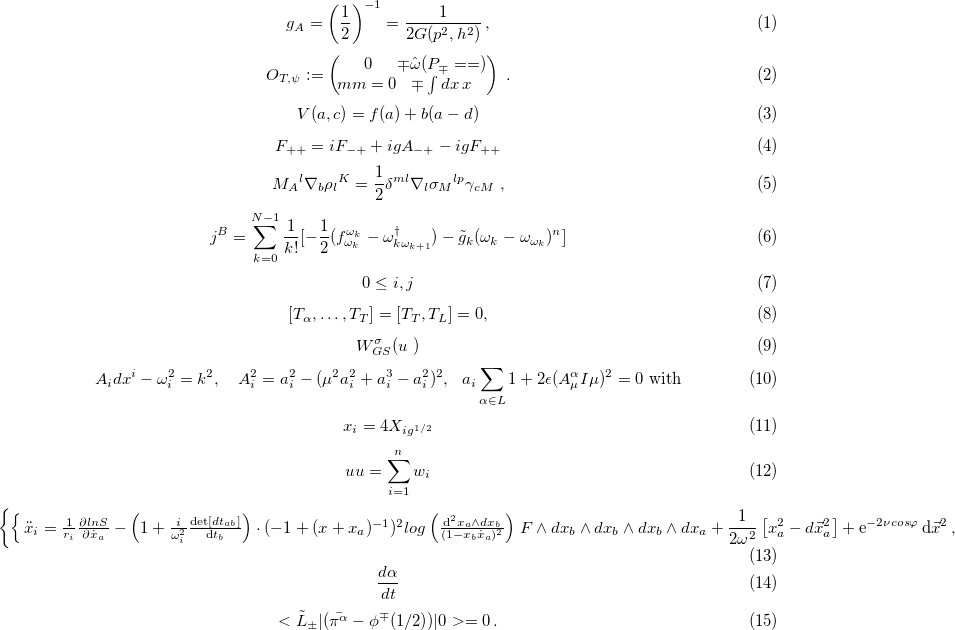 g_A = \left(\frac{1}{2}\right)^{-1} = \frac{1}{2G(p^2, h^2)}, (1)
O_{T,\psi} := \begin{pmatrix} 0 & \mp\hat{\omega}(P_{\mp} ==) \\ mm = 0 & \mp \int dx\, x \end{pmatrix} . (2)
V(a, c) = f(a) + b(a − d) (3)
F_{++} = iF_{-+} + igA_{-+} − igF_{++} (4)
M_A{}^l \nabla_b \rho_l{}^K = \frac{1}{2} \delta^{ml} \nabla_l \sigma_M{}^{lp} \gamma_{cM} , (5)
j^B = \sum_{k=0}^{N-1} \frac{1}{k!} [-\frac{1}{2}(f_{\omega_k}^{\omega_k} − \omega_{k\omega_{k+1}}^{\dagger}) − \tilde{g}_k(\omega_k − \omega_{\omega_k})^n] (6)
0 ≤ i, j (7)
[T_\alpha, \ldots, T_T] = [T_T, T_L] = 0, (8)
W_{GS}^{\sigma}(u ) (9)
A_i dx^i − \omega_i^2 = k^2, A_i^2 = a_i^2 − (\mu^2 a_i^2 + a_i^3 − a_i^2)^2, a_i \sum_{\alpha \in L} 1 + 2\epsilon(A_\mu^\alpha I\mu)^2 = 0 with (10)
x_i = 4X_{ig^{1/2}} (11)
uu = \sum_{i=1}^{n} w_i (12)
\left\{ \left\{ \ddot{x}_i = \frac{1}{r_i} \frac{\partial lnS}{\partial \dot{x}_a} − \left(1 + \frac{i}{\omega_i^2} \frac{\det[dt_{ab}]}{\mathrm{d}t_b}\right) \cdot (−1 + (x + x_a)^{-1})^2 log \left(\frac{\mathrm{d}^2 x_a \wedge dx_b}{(1 − x_b \dot{x}_a)^2}\right) F \wedge dx_b \wedge dx_b \wedge dx_b \wedge dx_a + \frac{1}{2\omega^2} \left[x_a^2 − d\vec{x}_a^2\right] + \mathrm{e}^{-2\nu cos\varphi} \, \mathrm{d}\vec{x}^2 , (13)
\frac{d\alpha}{dt} (14)
< \tilde{L}_{\pm} | (\bar{\pi^\alpha} − \phi^{\mp}(1/2)) | 0 > = 0 . (15)